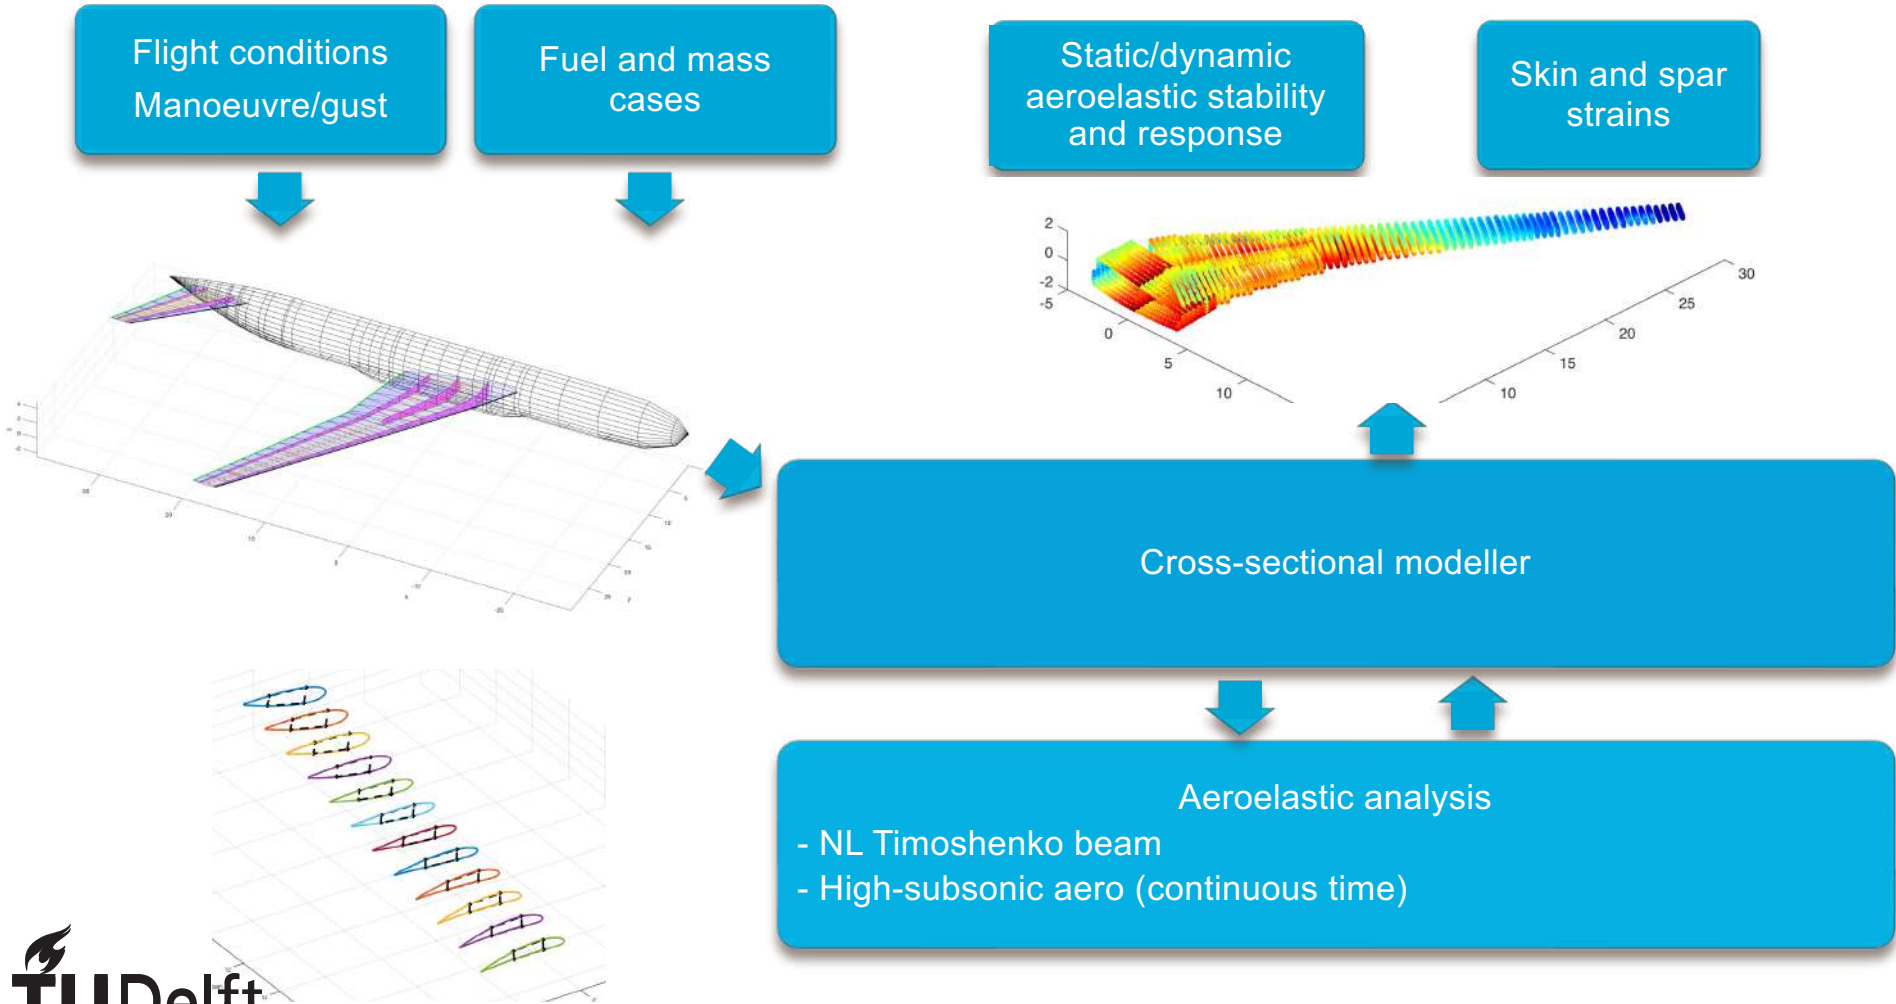 Flight conditions
Manoeuvre/gust
Fuel and mass
cases
Static/dynamic
aeroelastic stability
and response
Skin and spar
strains
2
0
-2
-5
0
5
10
30
25
20
15
10
Cross-sectional modeller
Aeroelastic analysis
- NL Timoshenko beam
- High-subsonic aero (continuous time)
TUDelft